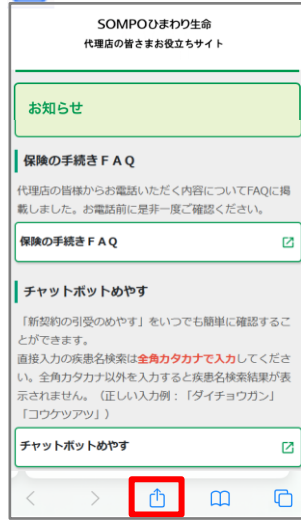 SOMPOひまわり生命
代理店の皆さまお役立ちサイト
お知らせ
保険の手続きＦＡＱ
代理店の皆様からお電話いただく内容についてFAQに掲
載しました。お電話前に是非一度ご確認ください。
保険の手続きＦＡＱ
チャットボットめやす
「新契約の引受のめやす」をいつでも簡単に確認するこ
とができます。
直接入力の疾患名検索は全角カタカナで入力してくださ
い。全角カタカナ以外を入力すると疾患名検索結果が表
示されません。（正しい入力例：「ダイチョウガン」
「コウケツアツ」）
チャットボットめやす